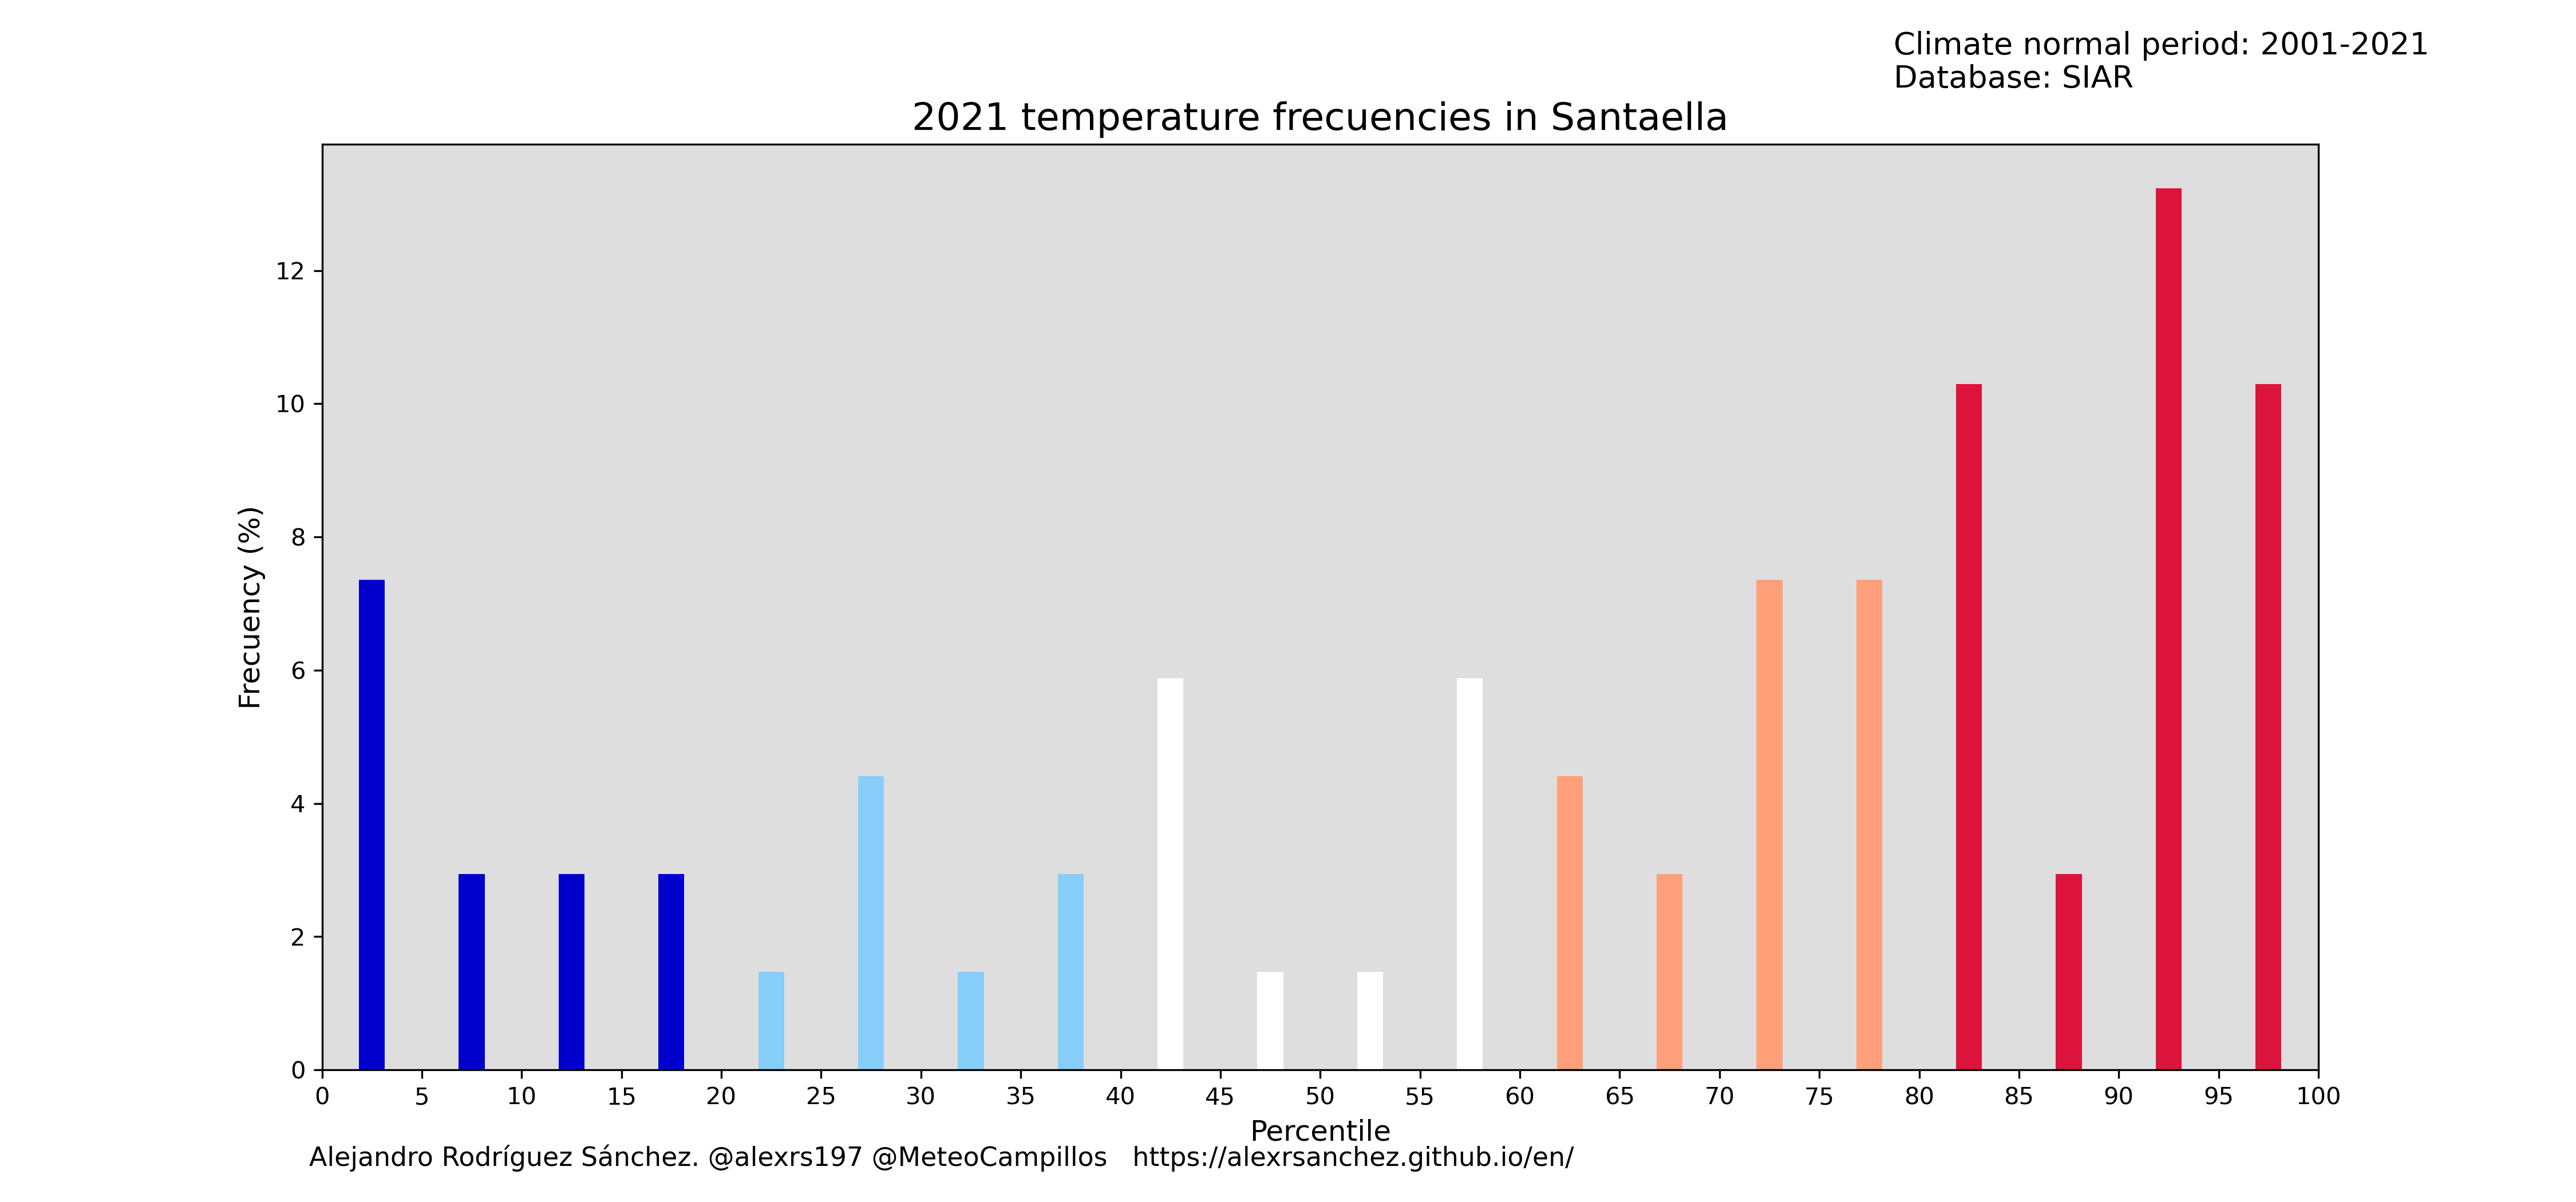 Climate normal period: 2001-2021
Database: SIAR
2021 temperature frecuencies in Santaella
Frecuency (%)
12
10
8
6
4
2
0
0 5 10 15 20 25 30 35 40 45 50 55 60 65 70 75 80 85 90 95 100
Percentile
Alejandro Rodríguez Sánchez. @alexrs197 @MeteoCampillos https://alexrsanchez.github.io/en/